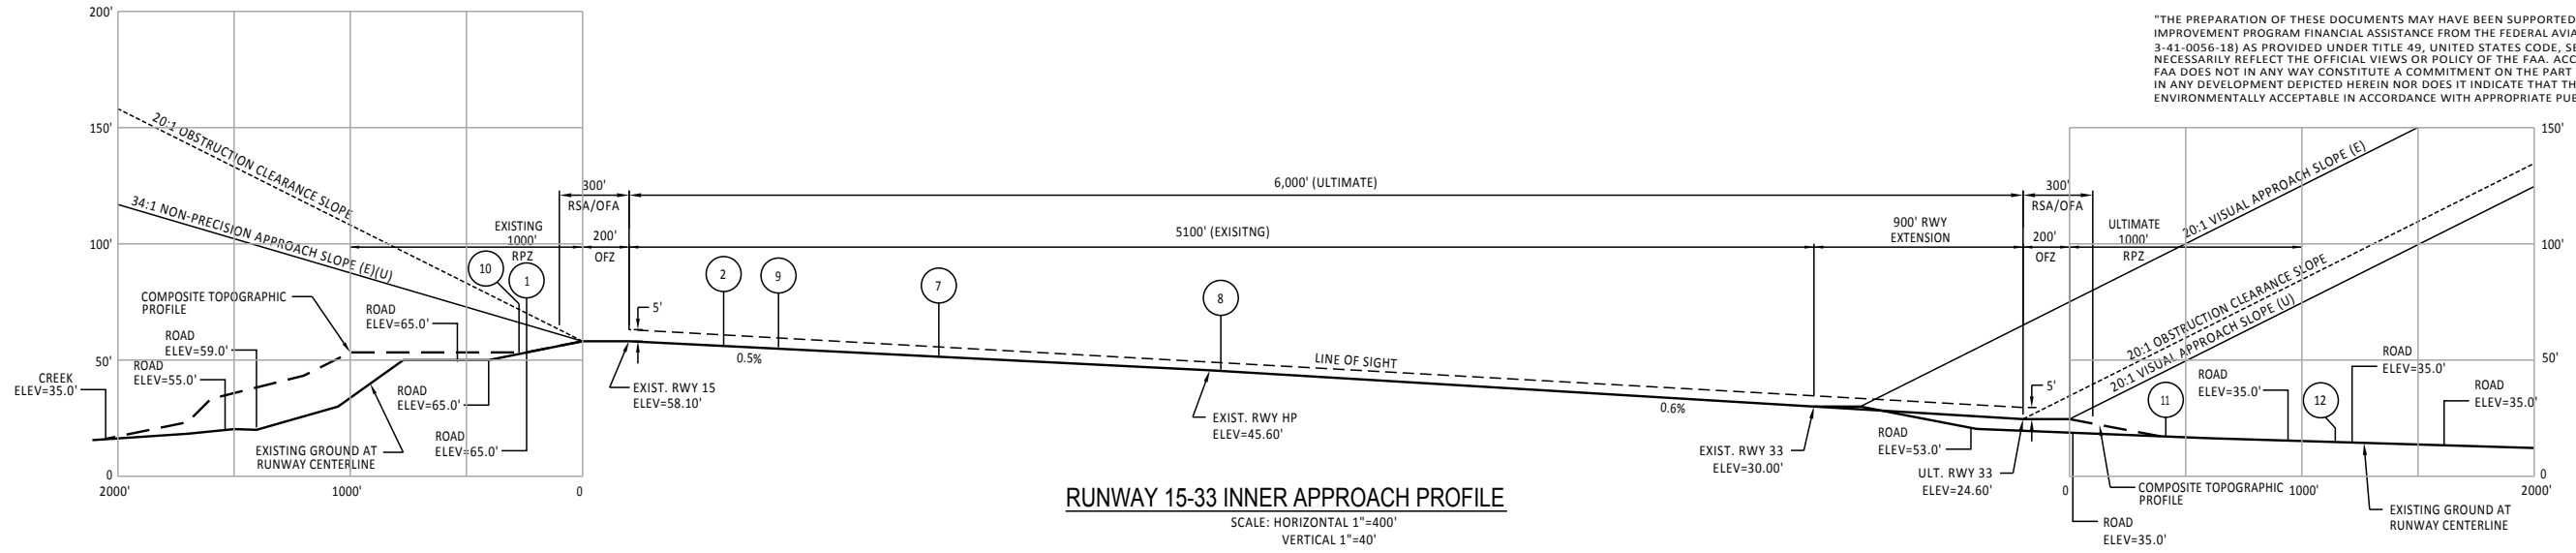 "THE PREPARATION OF THESE DOCUMENTS MAY HAVE BEEN SUPPORTED
IMPROVEMENT PROGRAM FINANCIAL ASSISTANCE FROM THE FEDERAL
3-41-0056-18) AS PROVIDED UNDER TITLE 49, UNITED STATES CODE,
NECESSARILY REFLECT THE OFFICIAL VIEWS OR POLICY OF THE FAA.
FAA DOES NOT IN ANY WAY CONSTITUTE A COMMITMENT ON THE PART
IN ANY DEVELOPMENT DEPICTED HEREIN NOR DOES IT INDICATE THAT
ENVIRONMENTALLY ACCEPTABLE IN ACCORDANCE WITH APPROPRIATE
200'
150'
100'
50'
0
2000'
1000'
0
20:1 OBSTRUCTION CLEARANCE SLOPE
34:1 NON-PRECISION APPROACH SLOPE (E)(U)
COMPOSITE TOPOGRAPHIC
PROFILE
ROAD
ELEV=65.0'
ROAD
ELEV=59.0'
ROAD
ELEV=55.0'
CREEK
ELEV=35.0'
ROAD
ELEV=65.0'
ROAD
ELEV=65.0'
EXISTING GROUND AT
RUNWAY CENTERLINE
EXISTING
1000'
RPZ
10
1
300'
RSA/OFA
200'
OFZ
6,000' (ULTIMATE)
5100' (EXISITNG)
900' RWY
EXTENSION
2
9
7
8
5'
0.5%
LINE OF SIGHT
0.6%
EXIST. RWY 15
ELEV=58.10'
EXIST. RWY HP
ELEV=45.60'
EXIST. RWY 33
ELEV=30.00'
300'
RSA/OFA
200'
OFZ
ULTIMATE
1000'
RPZ
20:1 VISUAL APPROACH SLOPE (E)
20:1 OBSTRUCTION CLEARANCE SLOPE
20:1 VISUAL APPROACH SLOPE (U)
5'
ROAD
ELEV=53.0'
ULT. RWY 33
ELEV=24.60'
11
ROAD
ELEV=35.0'
12
ROAD
ELEV=35.0'
ROAD
ELEV=35.0'
COMPOSITE TOPOGRAPHIC
PROFILE
ROAD
ELEV=35.0'
EXISTING GROUND AT
RUNWAY CENTERLINE
150'
100'
50'
0
0
1000'
2000'
RUNWAY 15-33 INNER APPROACH PROFILE
SCALE: HORIZONTAL 1"=400'
VERTICAL 1"=40'